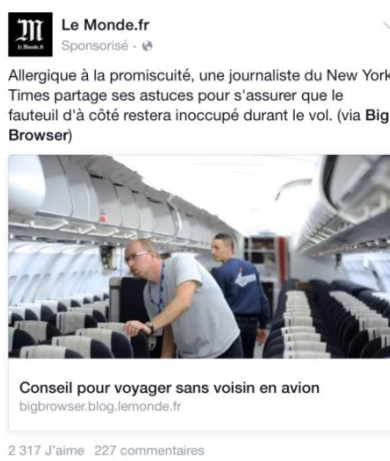 Le Monde.fr
Sponsorisé ·
Allergique à la promiscuité, une journaliste du New York
Times partage ses astuces pour s'assurer que le
fauteuil d'à côté restera inoccupé durant le vol. (via Big
Browser)
Conseil pour voyager sans voisin en avion
bigbrowser.blog.lemonde.fr
2 317 J'aime 227 commentaires